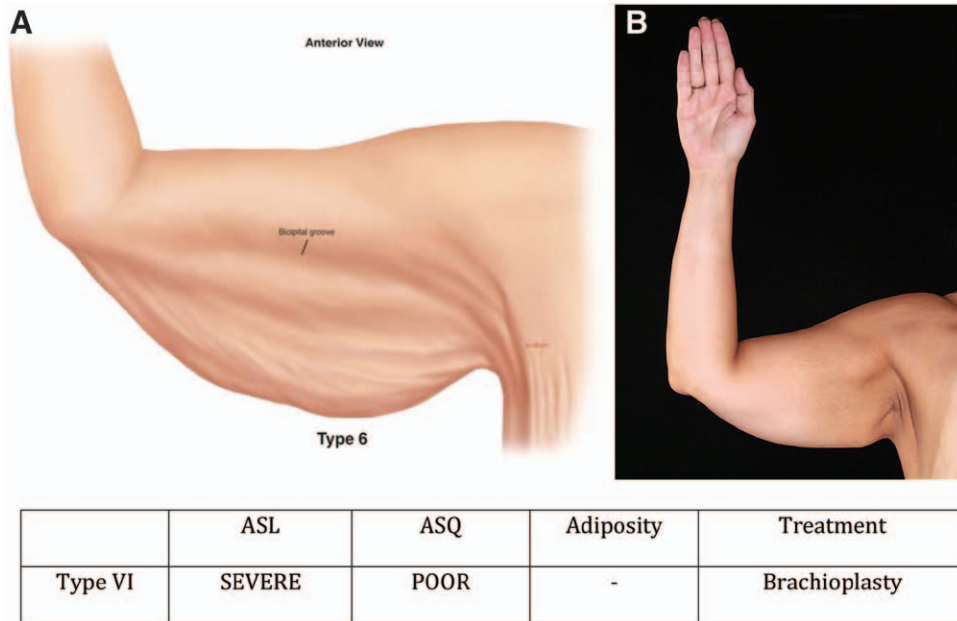 A
Anterior View
B
Bicipital groove
Type 6
ASL ASQ Adiposity Treatment
Type VI SEVERE POOR - Brachioplasty